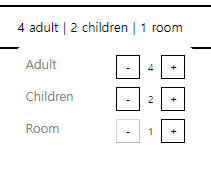 4 adult | 2 children | 1 room
Adult - 4 +
Children - 2 +
Room - 1 +